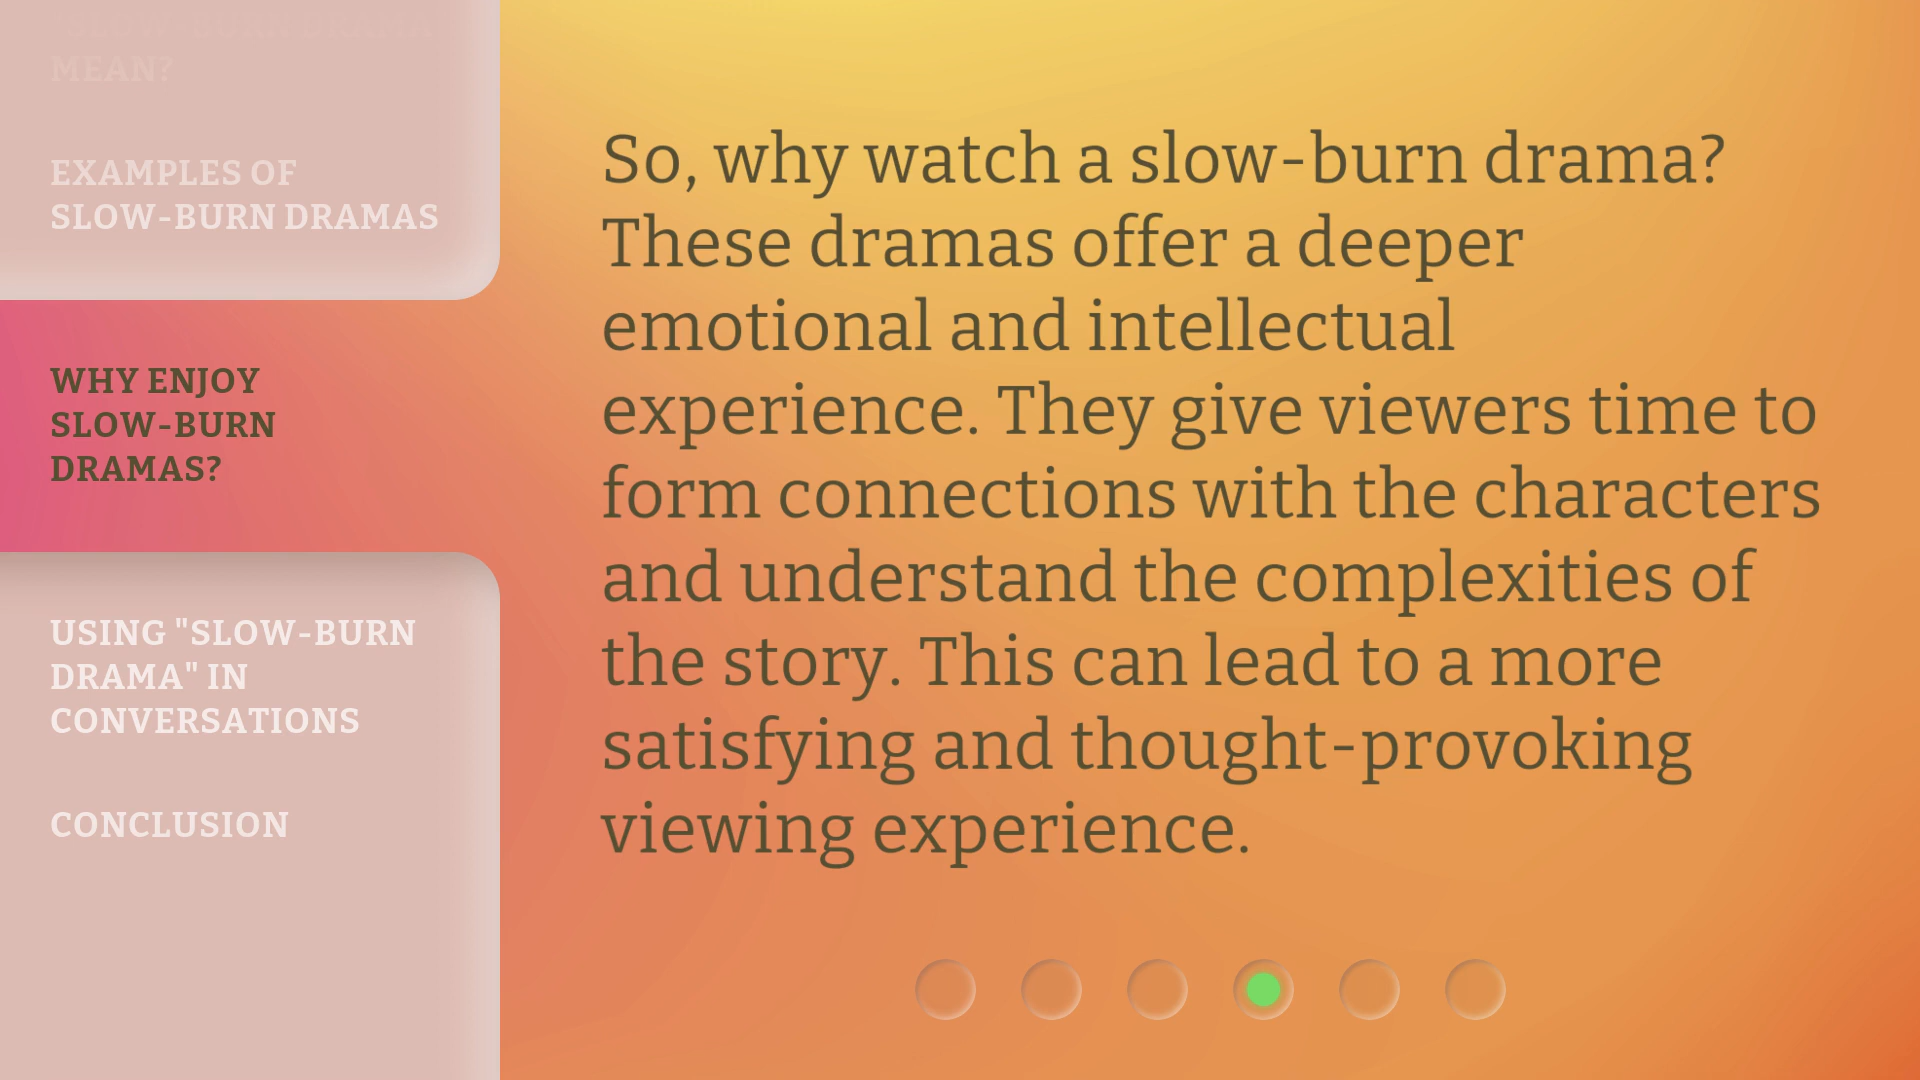 "SLOW-BURN DRAMA"
MEAN?
EXAMPLES OF
SLOW-BURN DRAMAS
WHY ENJOY
SLOW-BURN
DRAMAS?
USING "SLOW-BURN
DRAMA" IN
CONVERSATIONS
CONCLUSION
So, why watch a slow-burn drama?
These dramas offer a deeper
emotional and intellectual
experience. They give viewers time to
form connections with the characters
and understand the complexities of
the story. This can lead to a more
satisfying and thought-provoking
viewing experience.